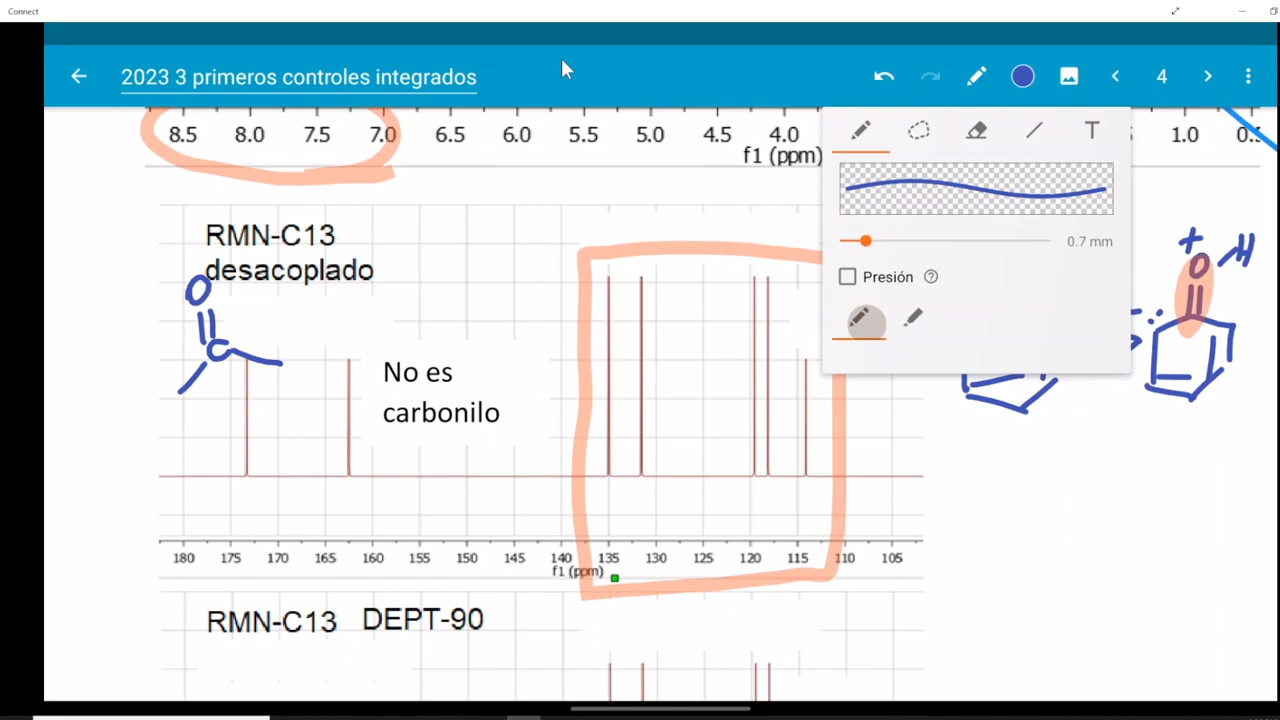 Connect
2023 3 primeros controles integrados
4
8.5 8.0 7.5 7.0 6.5 6.0 5.5 5.0 4.5 4.0 1.0
f1 (ppm)
0.7 mm
Presión
RMN-C13
desacoplado
O
C
O H
+
No es
carbonilo
180 175 170 165 160 155 150 145 140 135 130 125 120 115 110 105
f1 (ppm)
RMN-C13 DEPT-90
T